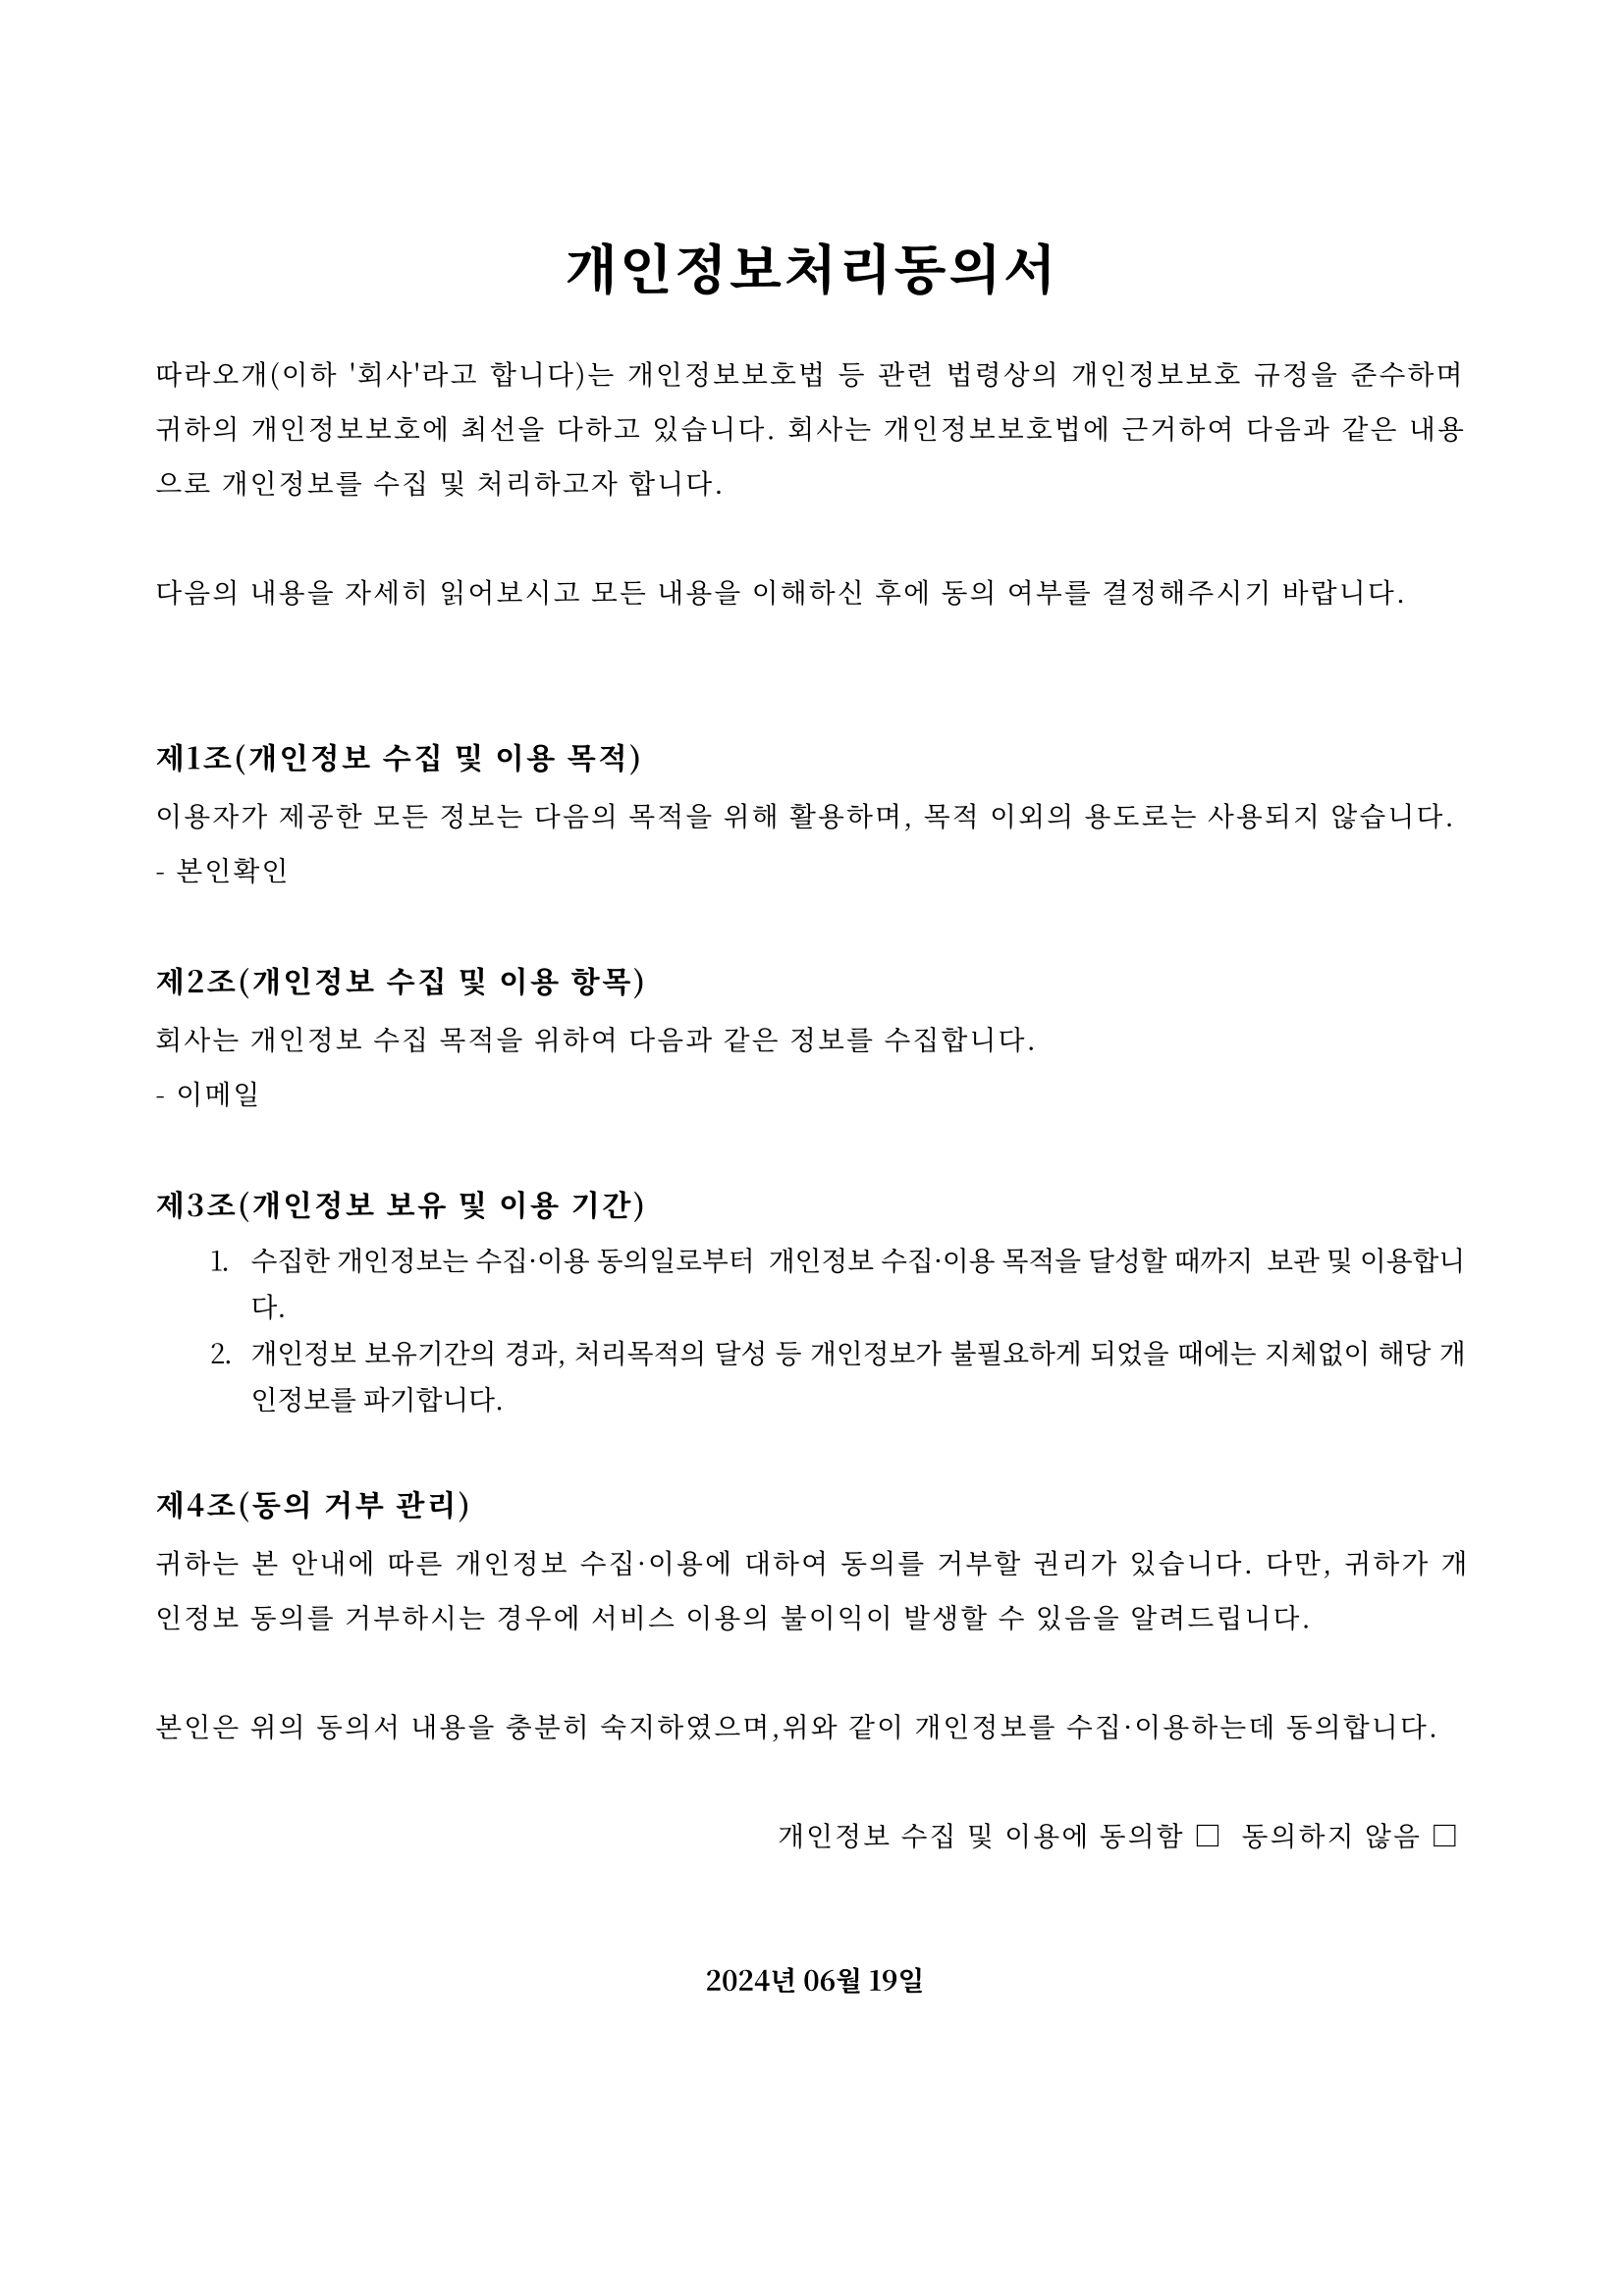 개인정보처리동의서
따라오개(이하 '회사'라고 합니다)는 개인정보보호법 등 관련 법령상의 개인정보보호 규정을 준수하며
귀하의 개인정보보호에 최선을 다하고 있습니다. 회사는 개인정보보호법에 근거하여 다음과 같은 내용
으로 개인정보를 수집 및 처리하고자 합니다.
다음의 내용을 자세히 읽어보시고 모든 내용을 이해하신 후에 동의 여부를 결정해주시기 바랍니다.
제1조(개인정보 수집 및 이용 목적)
이용자가 제공한 모든 정보는 다음의 목적을 위해 활용하며, 목적 이외의 용도로는 사용되지 않습니다.
- 본인확인
제2조(개인정보 수집 및 이용 항목)
회사는 개인정보 수집 목적을 위하여 다음과 같은 정보를 수집합니다.
- 이메일
제3조(개인정보 보유 및 이용 기간)
1. 수집한 개인정보는 수집·이용 동의일로부터 개인정보 수집·이용 목적을 달성할 때까지 보관 및 이용합니
다.
2. 개인정보 보유기간의 경과, 처리목적의 달성 등 개인정보가 불필요하게 되었을 때에는 지체없이 해당 개
인정보를 파기합니다.
제4조(동의 거부 관리)
귀하는 본 안내에 따른 개인정보 수집·이용에 대하여 동의를 거부할 권리가 있습니다. 다만, 귀하가 개
인정보 동의를 거부하시는 경우에 서비스 이용의 불이익이 발생할 수 있음을 알려드립니다.
본인은 위의 동의서 내용을 충분히 숙지하였으며,위와 같이 개인정보를 수집·이용하는데 동의합니다.
개인정보 수집 및 이용에 동의함 □ 동의하지 않음 □
2024년 06월 19일